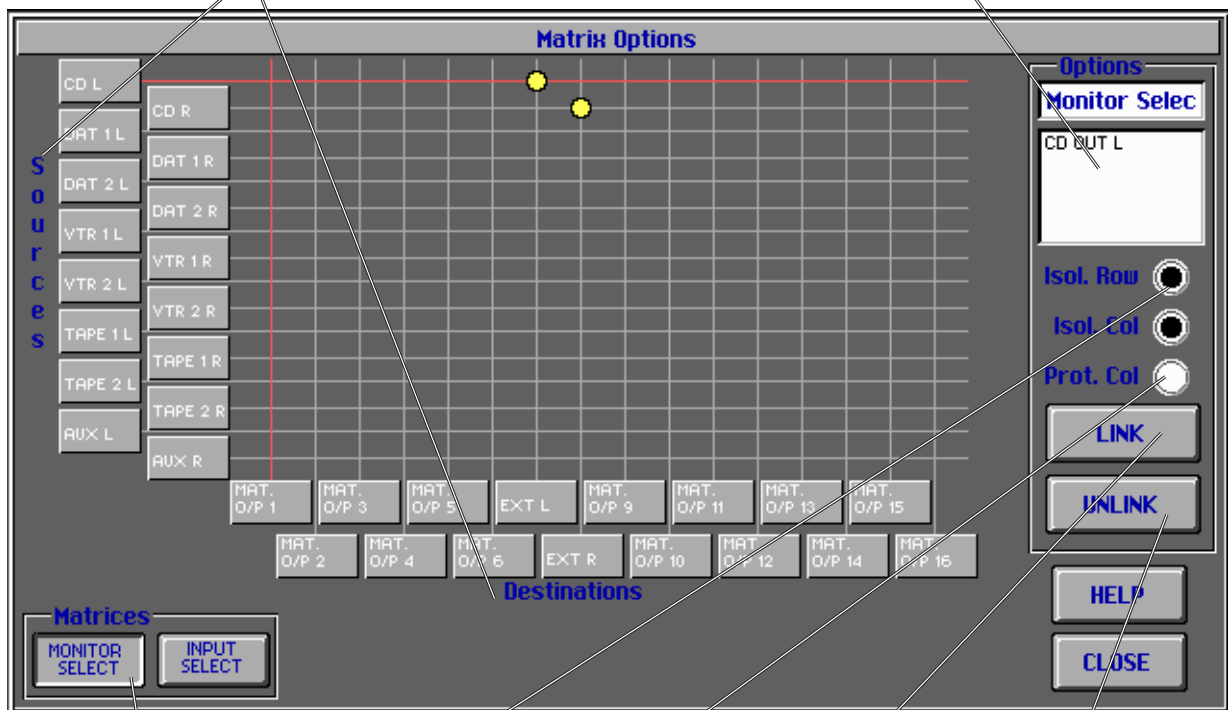 Matrix Options
Sources
CD L
CD R
DAT 1 L
DAT 1 R
DAT 2 L
DAT 2 R
VTR 1 L
VTR 1 R
VTR 2 L
VTR 2 R
TAPE 1 L
TAPE 1 R
TAPE 2 L
TAPE 2 R
AUX L
AUX R
MAT.
O/P 1
MAT.
O/P 3
MAT.
O/P 5
EXT L
MAT.
O/P 9
MAT.
O/P 11
MAT.
O/P 13
MAT.
O/P 15
MAT.
O/P 2
MAT.
O/P 4
MAT.
O/P 6
EXT R
MAT.
O/P 10
MAT.
O/P 12
MAT.
O/P 14
MAT.
O/P 16
Destinations
Matrices
MONITOR
SELECT
INPUT
SELECT
Options
Monitor Selec
CD OUT L
Isol. Row
Isol. Col
Prot. Col
LINK
UNLINK
HELP
CLOSE